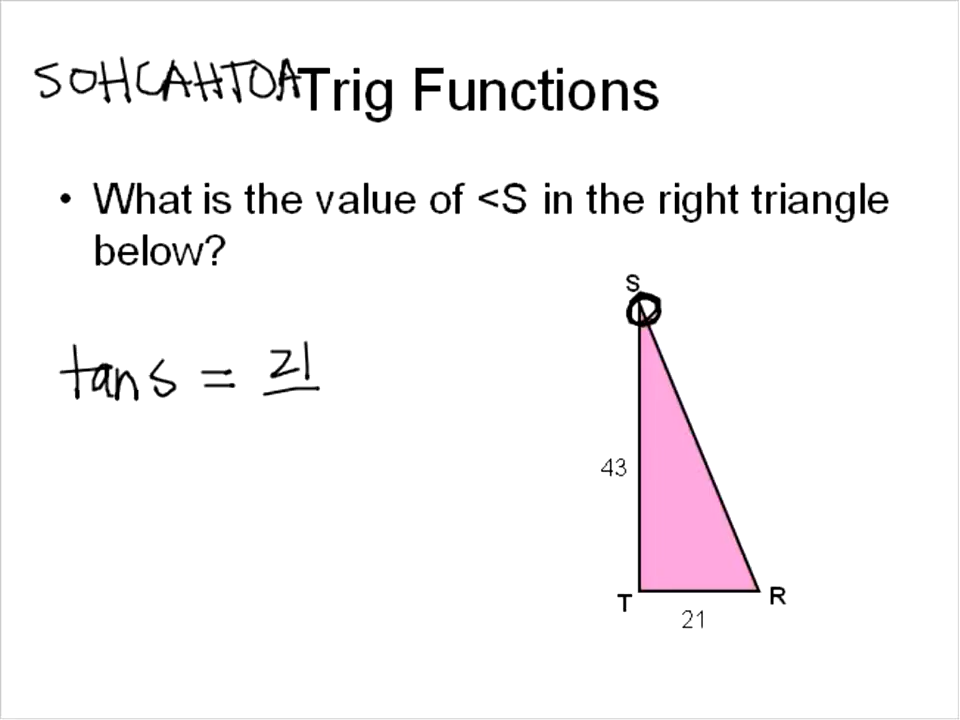 SOHCAHTOA Trig Functions
• What is the value of <S in the right triangle
below?
S
tan s = 21
43
T
R
21